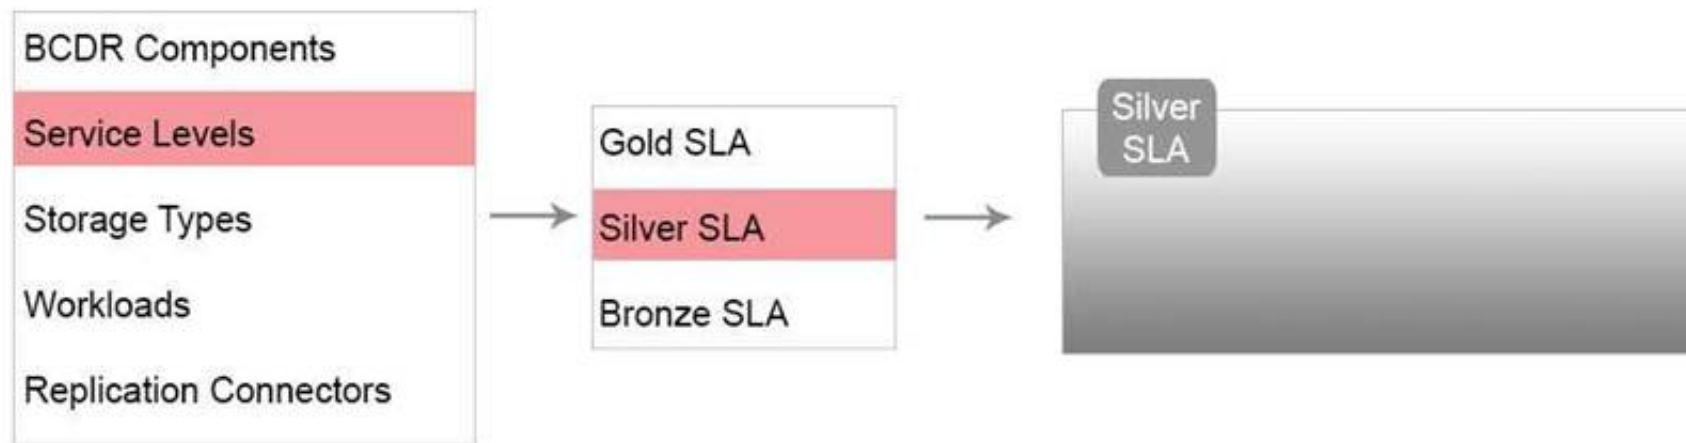 BCDR Components
Service Levels
Storage Types
Workloads
Replication Connectors
Gold SLA
Silver SLA
Bronze SLA
Silver
SLA